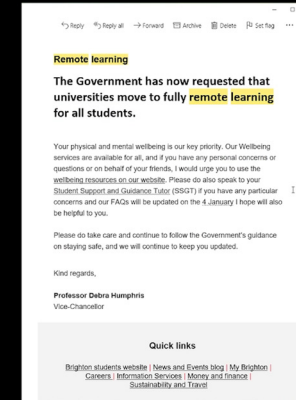 Reply Reply all Forward Archive Delete Set flag ...
Remote learning
The Government has now requested that
universities move to fully remote learning
for all students.
Your physical and mental wellbeing is our key priority. Our Wellbeing
services are available for all, and if you have any personal concerns or
questions or on behalf of your friends, I would urge you to use the
wellbeing resources on our website. Please do also speak to your
Student Support and Guidance Tutor (SSGT) if you have any particular
concerns and our FAQs will be updated on the 4 January I hope will also
be helpful to you.
Please do take care and continue to follow the Government's guidance
on staying safe, and we will continue to keep you updated.
Kind regards,
Professor Debra Humphris
Vice-Chancellor
Quick links
Brighton students website | News and Events blog | My Brighton |
Careers | Information Services | Money and finance |
Sustainability and Travel